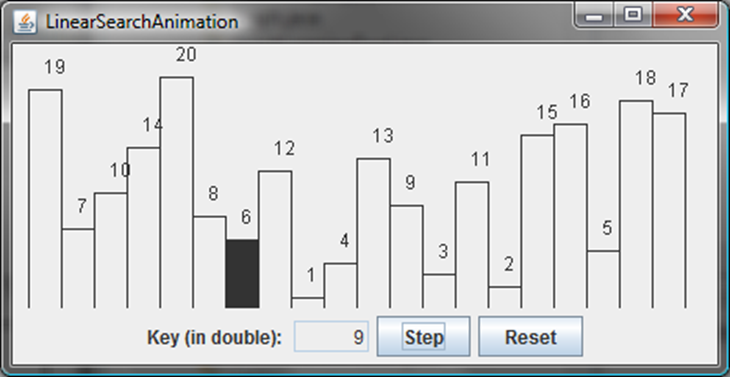 LinearSearchAnimation
19 7 10 14 20 8 6 12 1 4 13 9 3 11 2 15 16 5 18 17
Key (in double): 9 Step Reset